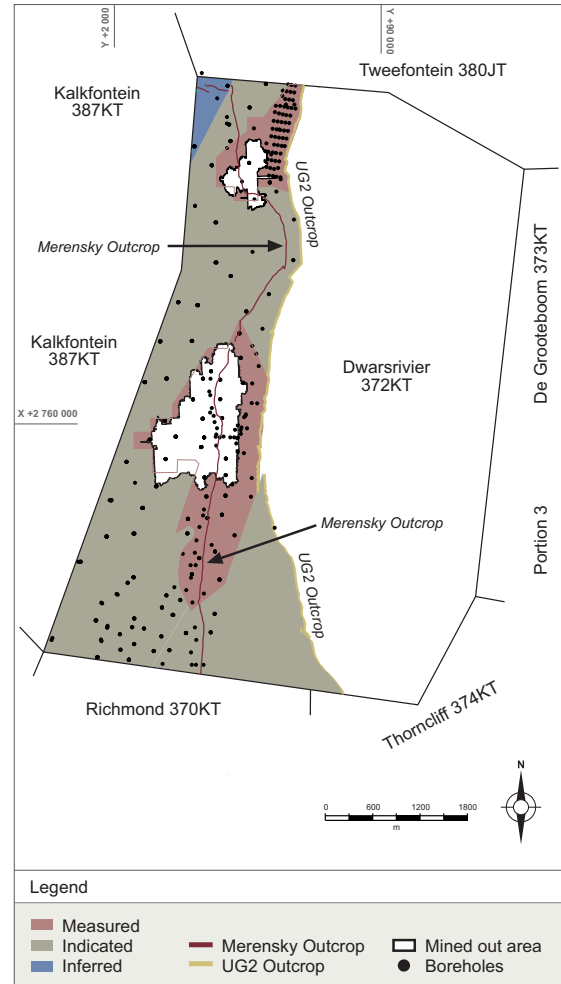 Y +2 000
Y +90 000
Tweefontein 380JT
Kalkfontein
387KT
UG2 Outcrop
Merensky Outcrop
De Grooteboom 373KT
Kalkfontein
387KT
Dwarsrivier
372KT
X +2 760 000
Merensky Outcrop
Portion 3
UG2 Outcrop
Richmond 370KT
Thorncliff 374KT
N
0 600 1200 1800
m
Legend
Measured
Indicated
Inferred
Merensky Outcrop
UG2 Outcrop
Mined out area
Boreholes